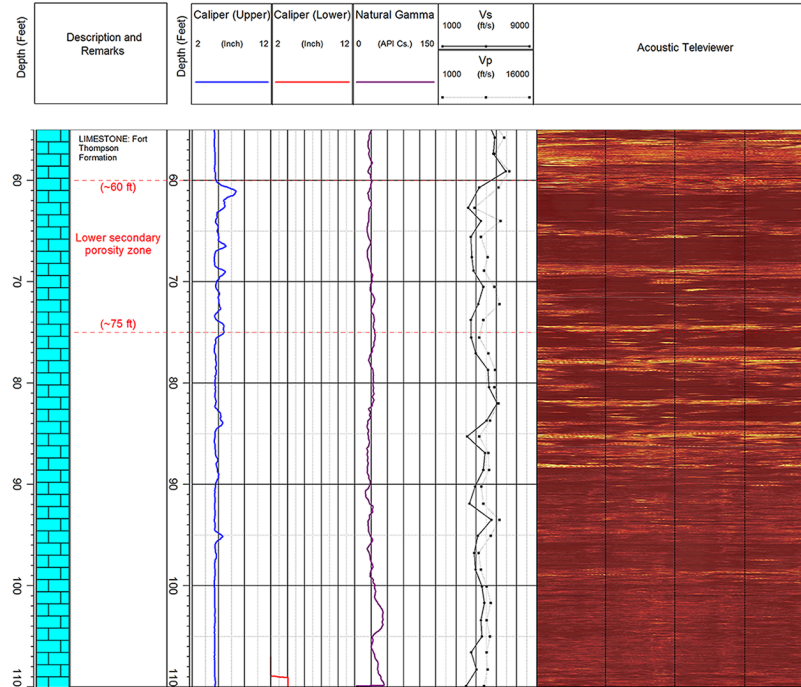 Depth (Feet)
Description and
Remarks
Depth (Feet)
Caliper (Upper)
2 (Inch) 12
Caliper (Lower)
2 (Inch) 12
Natural Gamma
0 (API Cs.) 150
Vs
1000 (ft/s) 9000
Vp
1000 (ft/s) 16000
Acoustic Televiewer
LIMESTONE: Fort
Thompson
Formation
60
(~60 ft)
60
Lower secondary
porosity zone
70
70
(~75 ft)
80
80
90
90
100
100
110
110